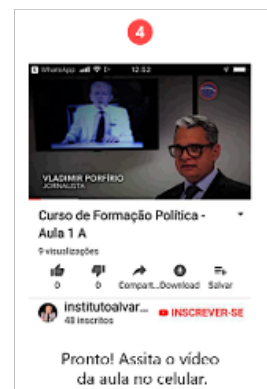 4
WhatsApp 12:52
VLADIMIR PORFÍRIO
JORNALISTA
Curso de Formação Política -
Aula 1 A
9 visualizações
0 0 Compart... Download Salvar
institutoalvar... INSCREVER-SE
48 inscritos
Pronto! Assita o vídeo
da aula no celular.